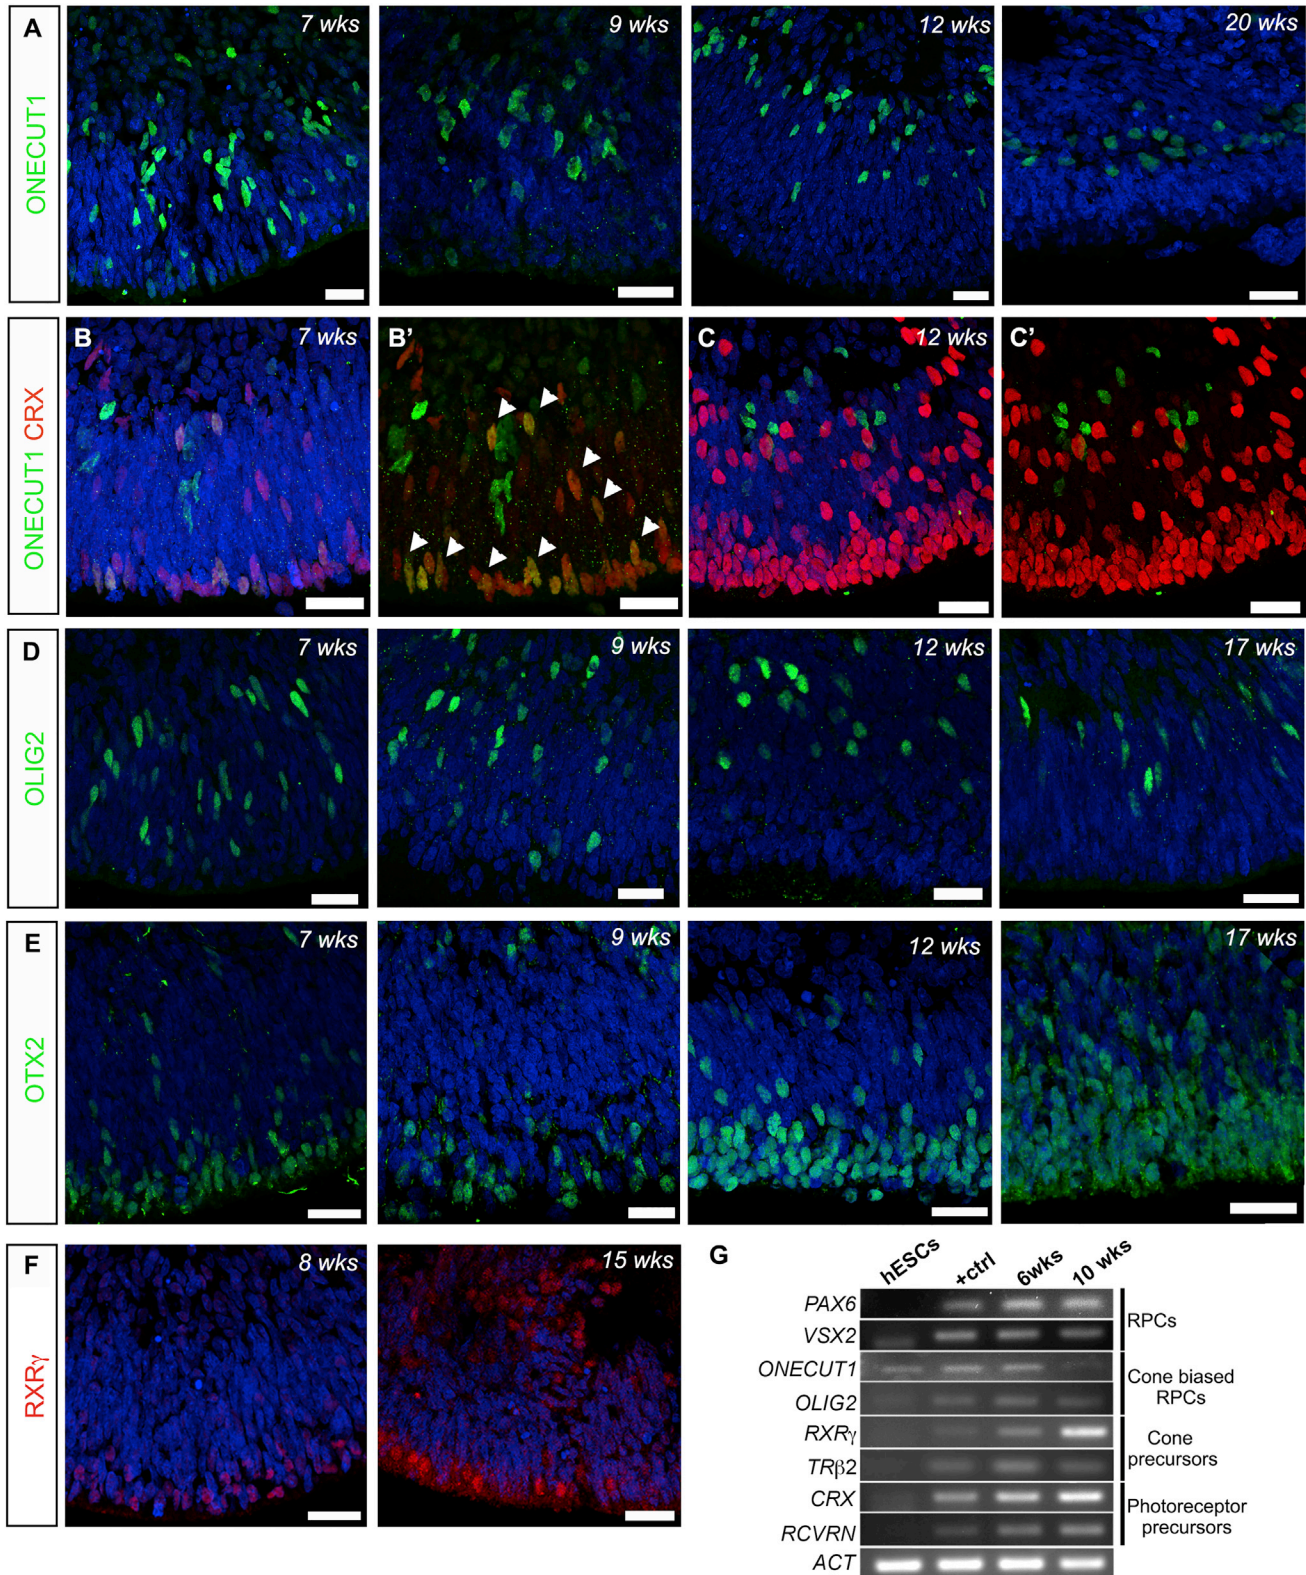 A
ONECUT1
7 wks
9 wks
12 wks
20 wks
ONECUT1 CRX
B
7 wks
B'
C
12 wks
C'
D
OLIG2
7 wks
9 wks
12 wks
17 wks
E
OTX2
7 wks
9 wks
12 wks
17 wks
F
RXRγ
8 wks
15 wks
G
hESCs
+ctrl
6wks
10 wks
PAX6
VSX2
RPCs
ONECUT1
OLIG2
Cone biased
RPCs
RXRγ
TRβ2
Cone
precursors
CRX
RCVRN
Photoreceptor
precursors
ACT